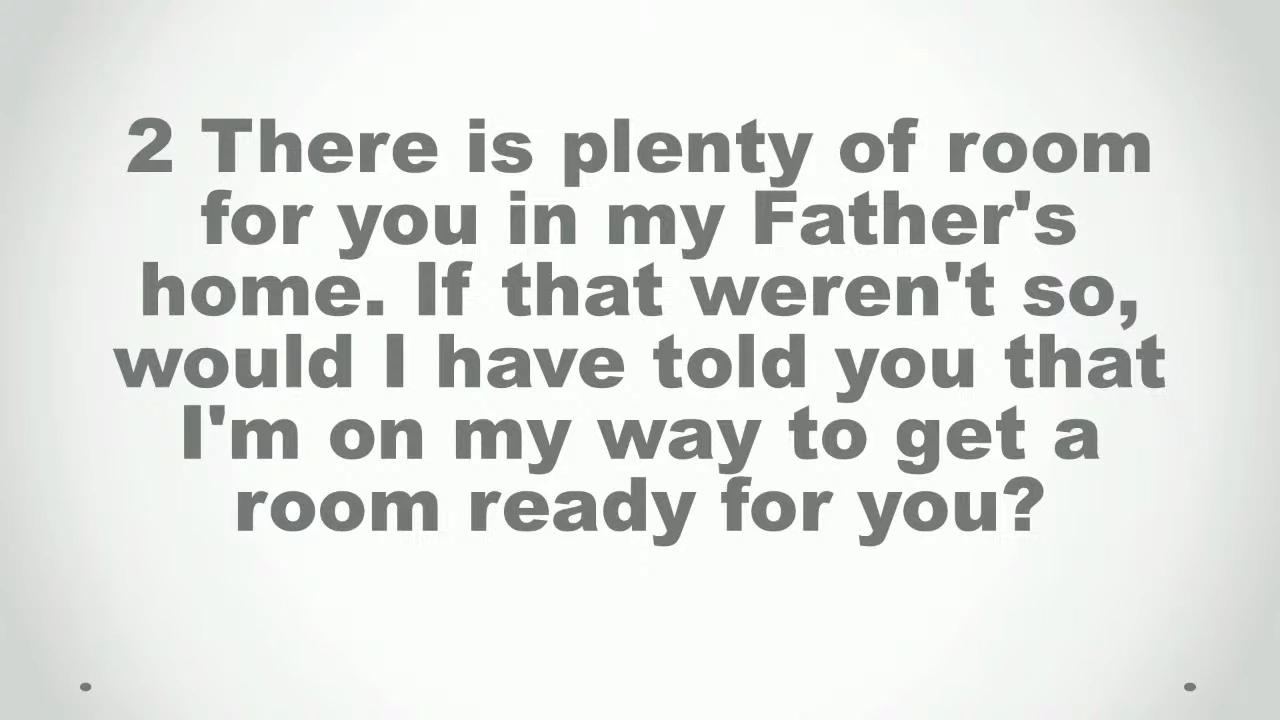 2 There is plenty of room
for you in my Father's
home. If that weren't so,
would I have told you that
I'm on my way to get a
room ready for you?